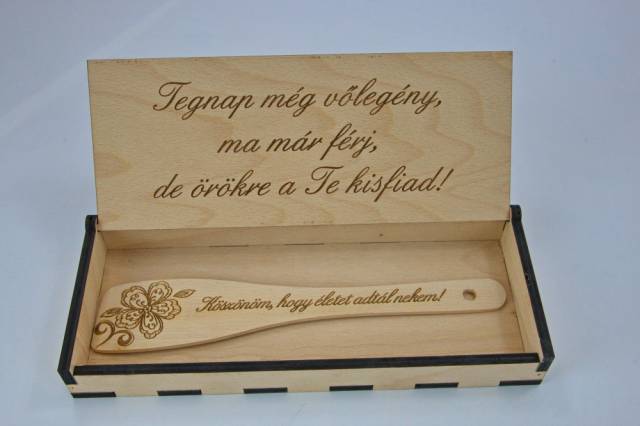 Tegnap még vőlegény,
ma már férj,
de örökre a Te kisfiad!
Köszönöm, hogy életet adtál nekem!